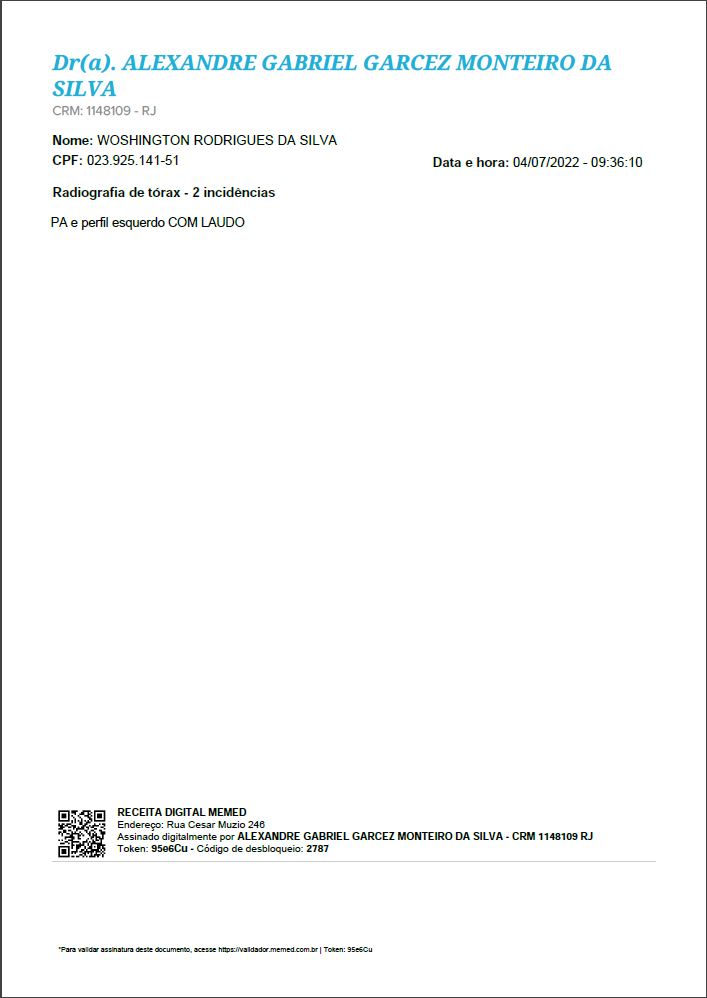 Dr(a). ALEXANDRE GABRIEL GARCEZ MONTEIRO DA
SILVA
CRM: 1148109 - RJ
Nome: WOSHINGTON RODRIGUES DA SILVA
CPF: 023.925.141-51
Data e hora: 04/07/2022 - 09:36:10
Radiografia de tórax - 2 incidências
PA e perfil esquerdo COM LAUDO
RECEITA DIGITAL MEMED
Endereço: Rua Cesar Muzio 246
Assinado digitalmente por ALEXANDRE GABRIEL GARCEZ MONTEIRO DA SILVA - CRM 1148109 RJ
Token: 95e6Cu - Código de desbloqueio: 2787
*Para validar assinatura deste documento, acesse https://validador.memed.com.br | Token: 95e6Cu